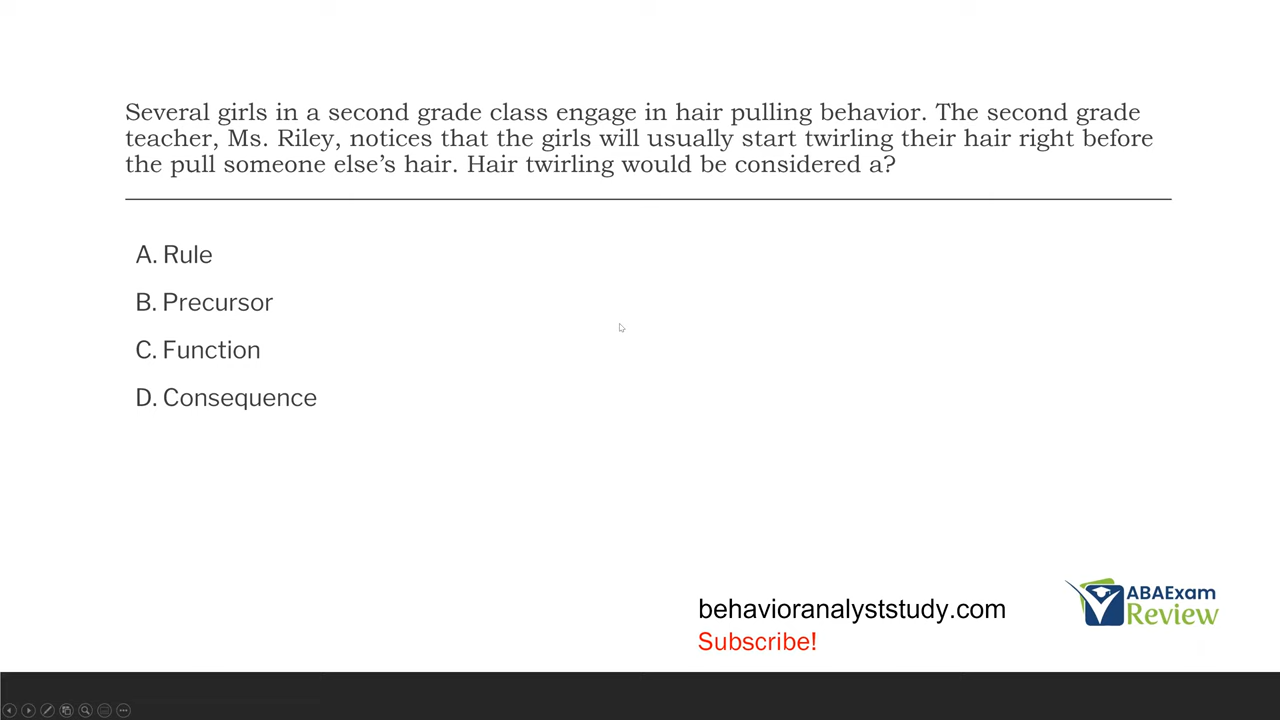 Several girls in a second grade class engage in hair pulling behavior. The second grade
teacher, Ms. Riley, notices that the girls will usually start twirling their hair right before
the pull someone else’s hair. Hair twirling would be considered a?
A. Rule
B. Precursor
C. Function
D. Consequence
behavioranalyststudy.com
Subscribe!
ABAExam
Review